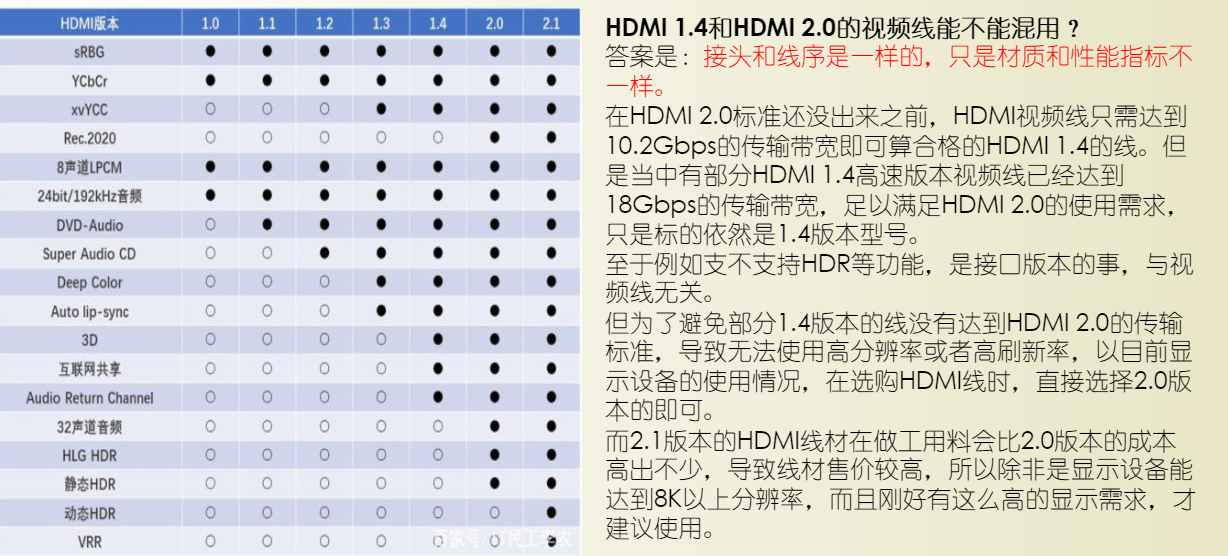 HDMI版本 1.0 1.1 1.2 1.3 1.4 2.0 2.1
sRBG ● ● ● ● ● ● ●
YCbCr ● ● ● ● ● ● ●
xvYCC ○ ○ ○ ● ● ● ●
Rec.2020 ○ ○ ○ ○ ○ ● ●
8声道LPCM ● ● ● ● ● ● ●
24bit/192kHz音频 ● ● ● ● ● ● ●
DVD-Audio ○ ● ● ● ● ● ●
Super Audio CD ○ ○ ● ● ● ● ●
Deep Color ○ ○ ○ ● ● ● ●
Auto lip-sync ○ ○ ○ ● ● ● ●
3D ○ ○ ○ ○ ● ● ●
互联网共享 ○ ○ ○ ○ ● ● ●
Audio Return Channel ○ ○ ○ ○ ● ● ●
32声道音频 ○ ○ ○ ○ ○ ● ●
HLG HDR ○ ○ ○ ○ ○ ● ●
静态HDR ○ ○ ○ ○ ○ ● ●
动态HDR ○ ○ ○ ○ ○ ○ ●
VRR ○ ○ ○ ○ ○ ○ ●
HDMI 1.4和HDMI 2.0的视频线能不能混用？
答案是：接头和线序是一样的，只是材质和性能指标不
一样。
在HDMI 2.0标准还没出来之前，HDMI视频线只需达到
10.2Gbps的传输带宽即可算合格的HDMI 1.4的线。但
是当中有部分HDMI 1.4高速版本视频线已经达到
18Gbps的传输带宽，足以满足HDMI 2.0的使用需求，
只是标的依然是1.4版本型号。
至于例如支不支持HDR等功能，是接口版本的事，与视
频线无关。
但为了避免部分1.4版本的线没有达到HDMI 2.0的传输
标准，导致无法使用高分辨率或者高刷新率，以目前显
示设备的使用情况，在选购HDMI线时，直接选择2.0版
本的即可。
而2.1版本的HDMI线材在做工用料会比2.0版本的成本
高出不少，导致线材售价较高，所以除非是显示设备能
达到8K以上分辨率，而且刚好有这么高的显示需求，才
建议使用。